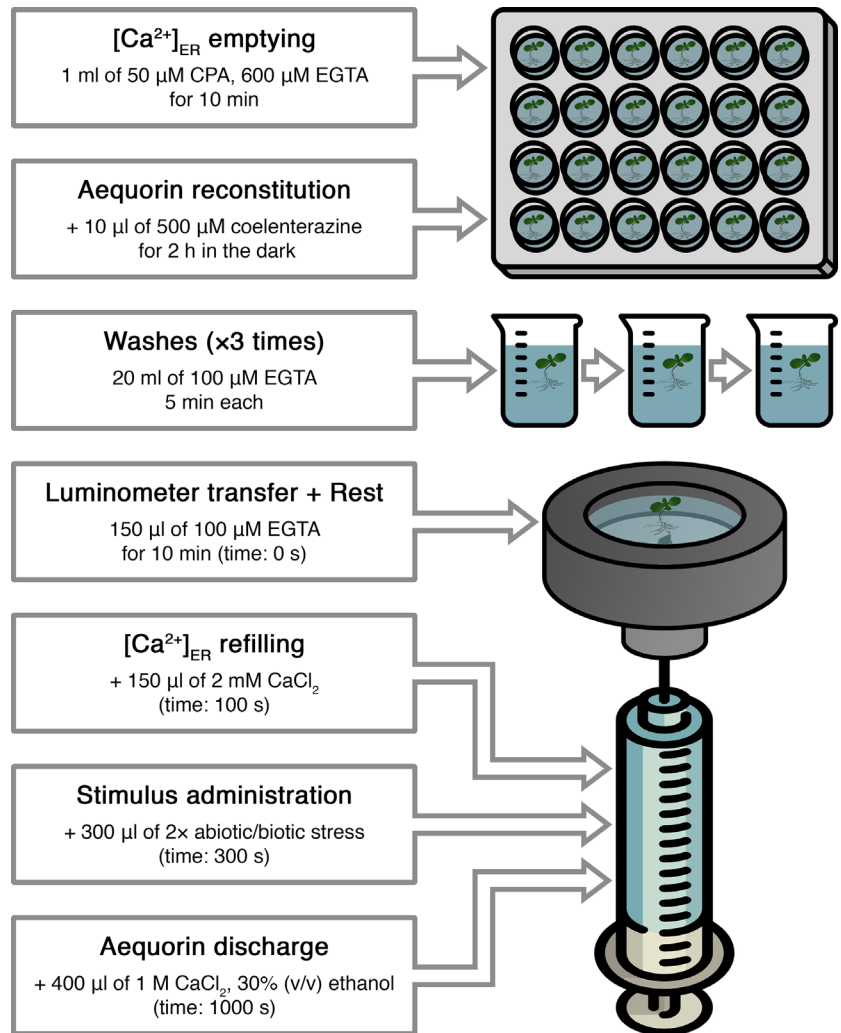 [Ca²⁺]ER emptying
1 ml of 50 µM CPA, 600 µM EGTA
for 10 min
Aequorin reconstitution
+ 10 µl of 500 µM coelenterazine
for 2 h in the dark
Washes (×3 times)
20 ml of 100 µM EGTA
5 min each
Luminometer transfer + Rest
150 µl of 100 µM EGTA
for 10 min (time: 0 s)
[Ca²⁺]ER refilling
+ 150 µl of 2 mM CaCl₂
(time: 100 s)
Stimulus administration
+ 300 µl of 2× abiotic/biotic stress
(time: 300 s)
Aequorin discharge
+ 400 µl of 1 M CaCl₂, 30% (v/v) ethanol
(time: 1000 s)